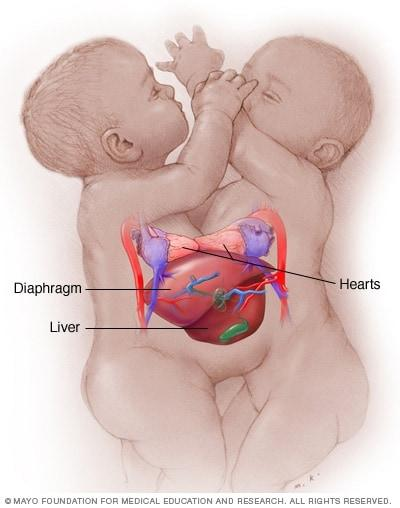 Diaphragm
Hearts
Liver
© MAYO FOUNDATION FOR MEDICAL EDUCATION AND RESEARCH. ALL RIGHTS RESERVED.